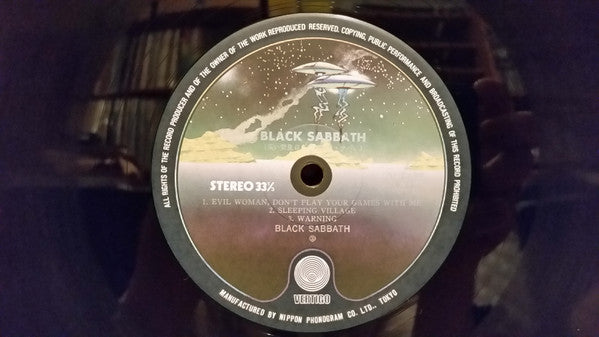 ALL RIGHTS OF THE RECORD PRODUCER AND OF THE OWNER OF THE WORK REPRODUCED RESERVED. COPYING, PUBLIC PERFORMANCE AND BROADCASTING OF THIS RECORD PROHIBITED
BLACK SABBATH
STEREO 33⅓
1. EVIL WOMAN, DON'T PLAY YOUR GAMES WITH ME
2. SLEEPING VILLAGE
3. WARNING
BLACK SABBATH
Ⓟ
VERTIGO
MANUFACTURED BY NIPPON PHONOGRAM CO. LTD., TOKYO